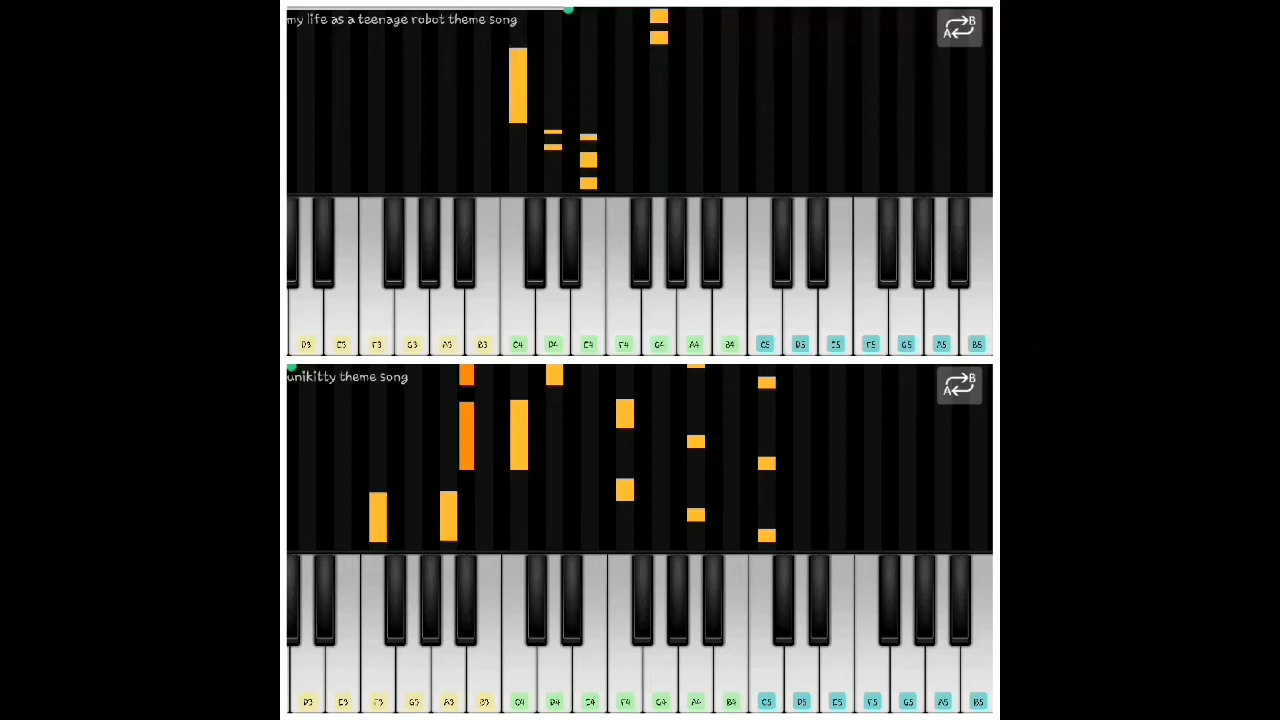 my life as a teenage robot theme song
A B
D3 E3 F3 G3 A3 B3 C4 D4 E4 F4 G4 A4 B4 C5 D5 E5 F5 G5 A5 B5
unikitty theme song
A B
D3 E3 F3 G3 A3 B3 C4 D4 E4 F4 G4 A4 B4 C5 D5 E5 F5 G5 A5 B5